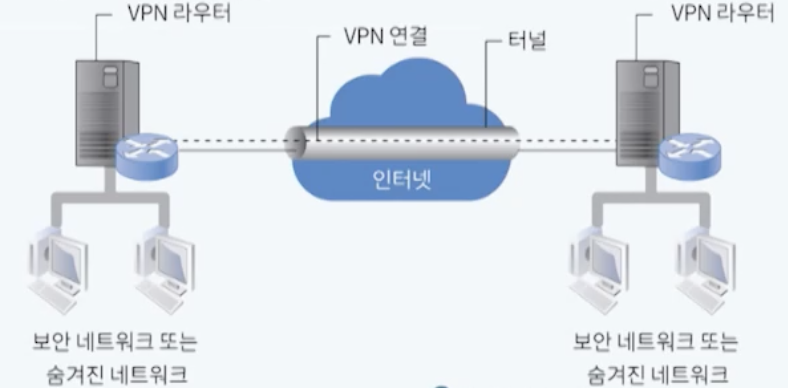 VPN 라우터
VPN 연결
터널
VPN 라우터
인터넷
보안 네트워크 또는
숨겨진 네트워크
보안 네트워크 또는
숨겨진 네트워크